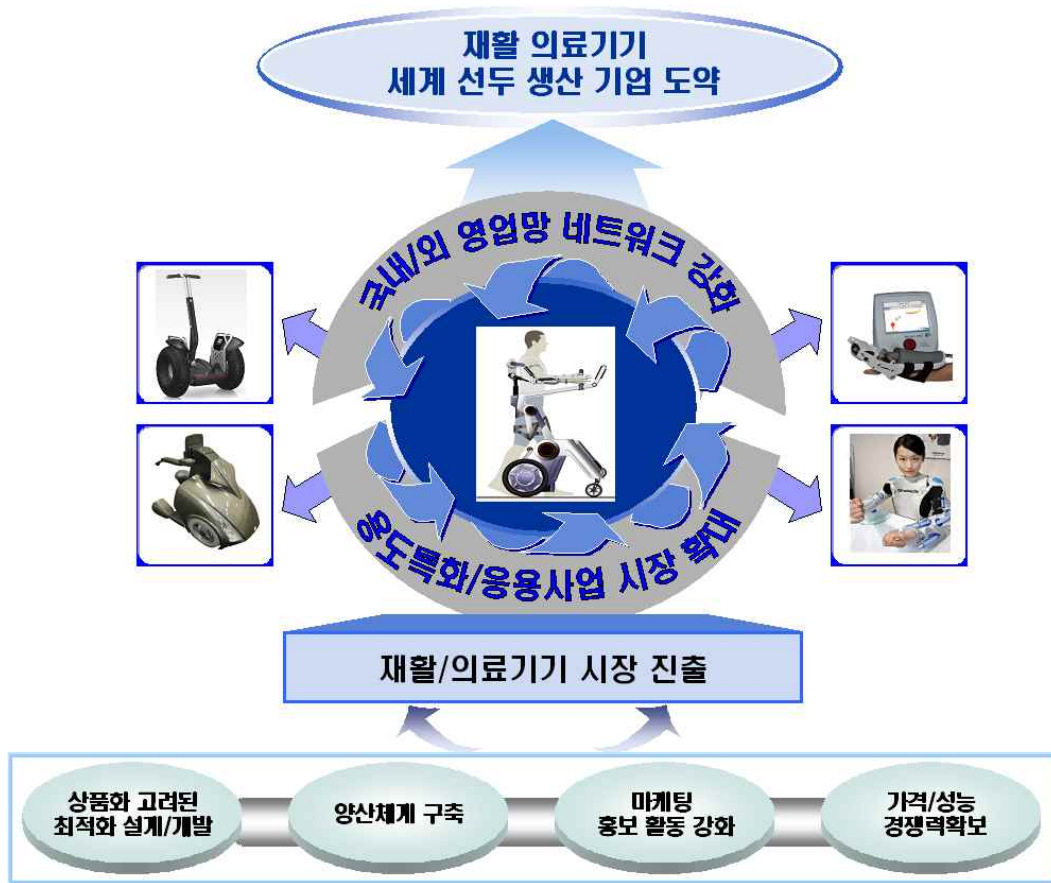 재활 의료기기
세계 선두 생산 기업 도약
국내/외 영업망 네트워크 강화
용도특화/응용사업 시장 확대
재활/의료기기 시장 진출
상품화 고려된
최적화 설계/개발
양산체계 구축
마케팅
홍보 활동 강화
가격/성능
경쟁력확보